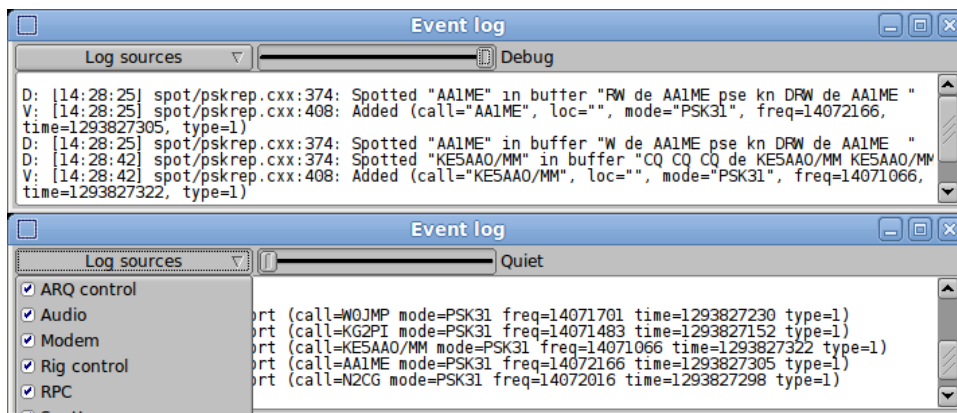 Event log
Log sources
Debug
D: [14:28:25] spot/pskrep.cxx:374: Spotted "AA1ME" in buffer "RW de AA1ME pse kn DRW de AA1ME "
V: [14:28:25] spot/pskrep.cxx:408: Added (call="AA1ME", loc="", mode="PSK31", freq=14072166,
time=1293827305, type=1)
D: [14:28:25] spot/pskrep.cxx:374: Spotted "AA1ME" in buffer "W de AA1ME pse kn DRW de AA1ME  "
D: [14:28:42] spot/pskrep.cxx:374: Spotted "KE5AAO/MM" in buffer "CQ CQ CQ de KE5AAO/MM KE5AAO/MM
V: [14:28:42] spot/pskrep.cxx:408: Added (call="KE5AAO/MM", loc="", mode="PSK31", freq=14071066,
time=1293827322, type=1)
Event log
Log sources
Quiet
ARQ control
Audio
Modem
Rig control
RPC
ort (call=W0JMP mode=PSK31 freq=14071701 time=1293827230 type=1)
ort (call=KG2PI mode=PSK31 freq=14071483 time=1293827152 type=1)
ort (call=KE5AAO/MM mode=PSK31 freq=14071066 time=1293827322 type=1)
ort (call=AA1ME mode=PSK31 freq=14072166 time=1293827305 type=1)
ort (call=N2CG mode=PSK31 freq=14072016 time=1293827298 type=1)